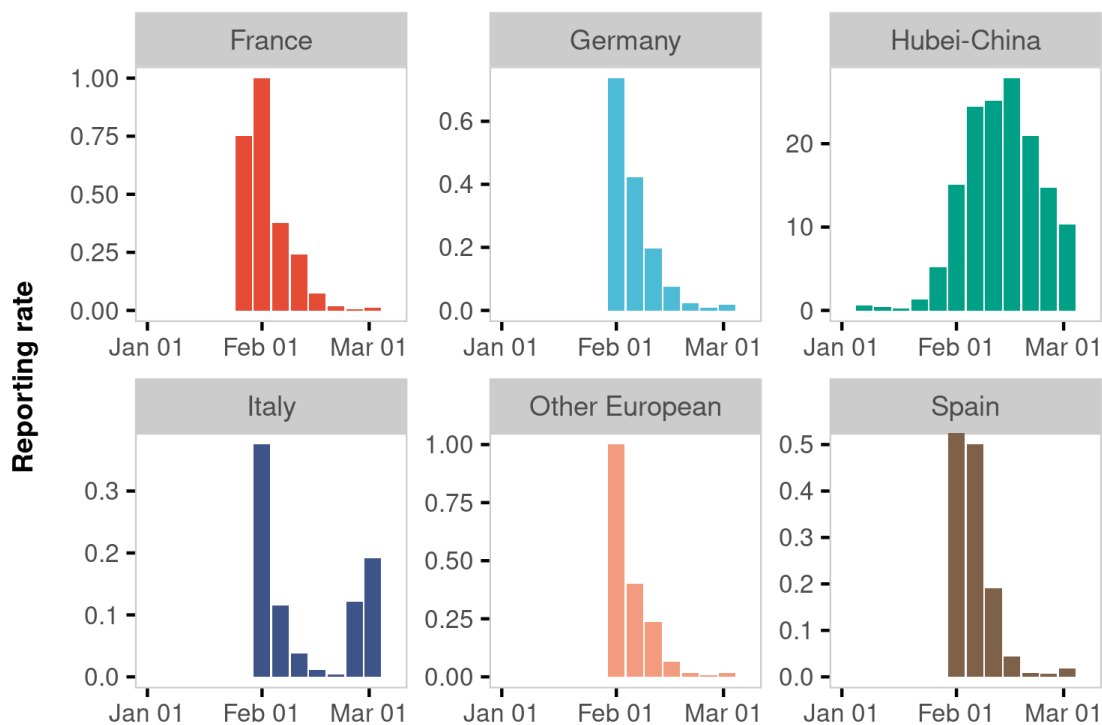 France
Germany
Hubei-China
1.00
0.75
0.50
0.25
0.00
0.6
0.4
0.2
0.0
20
10
0
Jan 01
Feb 01
Mar 01
Jan 01
Feb 01
Mar 01
Jan 01
Feb 01
Mar 01
Reporting rate
Italy
Other European
Spain
0.3
0.2
0.1
0.0
1.00
0.75
0.50
0.25
0.00
0.5
0.4
0.3
0.2
0.1
0.0
Jan 01
Feb 01
Mar 01
Jan 01
Feb 01
Mar 01
Jan 01
Feb 01
Mar 01